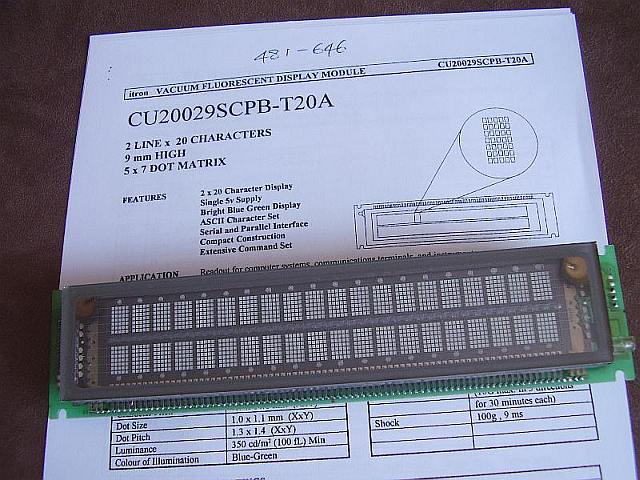 481-646
itron VACUUM FLUORESCENT DISPLAY MODULE CU20029SCPB-T20A
CU20029SCPB-T20A
2 LINE x 20 CHARACTERS
9 mm HIGH
5 x 7 DOT MATRIX
FEATURES 2 x 20 Character Display
Single 5v Supply
Bright Blue Green Display
ASCII Character Set
Serial and Parallel Interface
Compact Construction
Extensive Command Set
APPLICATION Readout for computer systems, communications terminals, and
Dot Size 1.0 x 1.1 mm (XxY)
Dot Pitch 1.3 x 1.4 (XxY)
Luminance 350 cd/m² (100 fL) Min
Colour of Illumination Blue-Green
directions
for 30 minutes each)
Shock 100g, 9 ms